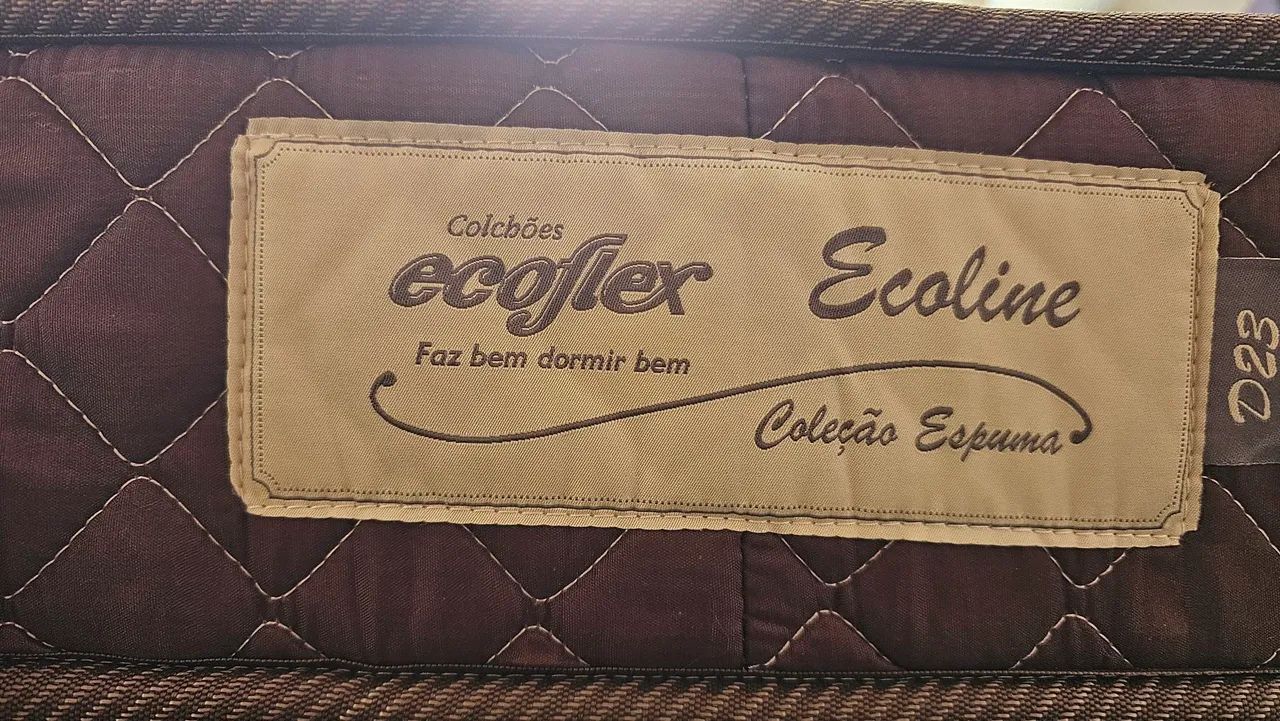 Colchões
ecoflex
Faz bem dormir bem
Ecoline
Coleção Espuma
D23